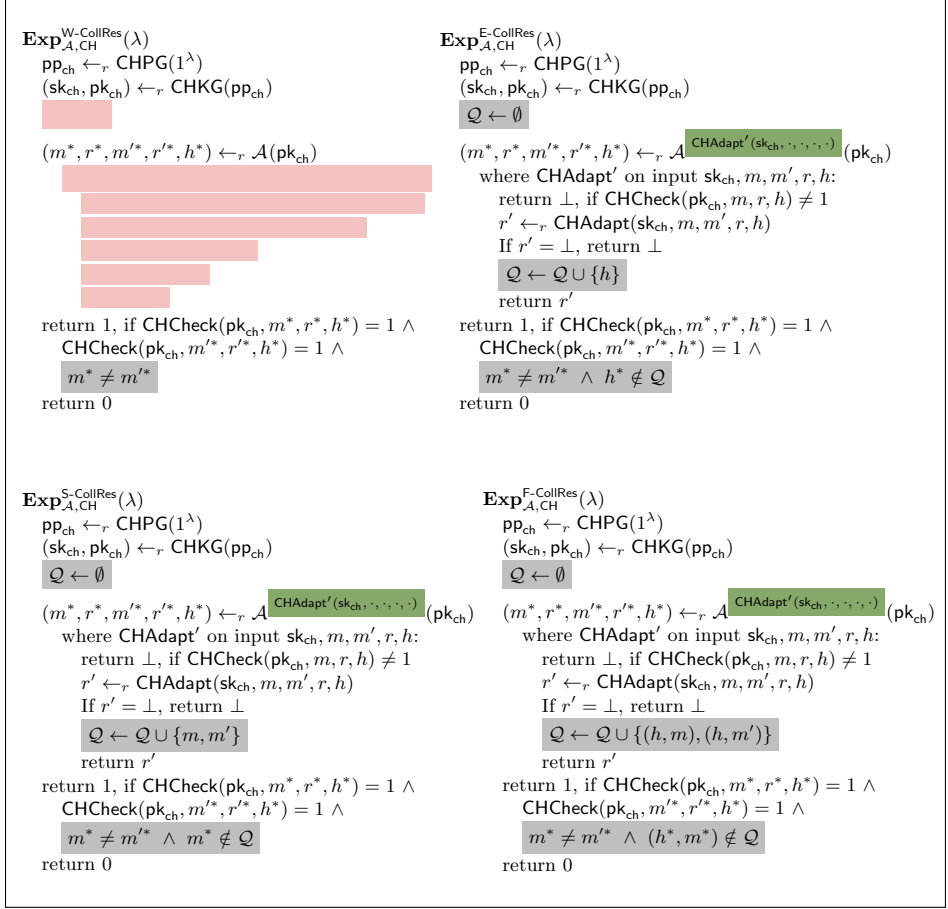 Exp^{W-CollRes}_{𝒜,CH}(λ)
pp_ch ←_r CHPG(1^λ)
(sk_ch, pk_ch) ←_r CHKG(pp_ch)
(m*, r*, m′*, r′*, h*) ←_r 𝒜(pk_ch)
return 1, if CHCheck(pk_ch, m*, r*, h*) = 1 ∧
CHCheck(pk_ch, m′*, r′*, h*) = 1 ∧
m* ≠ m′*
return 0
Exp^{E-CollRes}_{𝒜,CH}(λ)
pp_ch ←_r CHPG(1^λ)
(sk_ch, pk_ch) ←_r CHKG(pp_ch)
𝒬 ← ∅
(m*, r*, m′*, r′*, h*) ←_r 𝒜^{CHAdapt′(sk_ch, ·, ·, ·, ·)}(pk_ch)
where CHAdapt′ on input sk_ch, m, m′, r, h:
return ⊥, if CHCheck(pk_ch, m, r, h) ≠ 1
r′ ←_r CHAdapt(sk_ch, m, m′, r, h)
If r′ = ⊥, return ⊥
𝒬 ← 𝒬 ∪ {h}
return r′
return 1, if CHCheck(pk_ch, m*, r*, h*) = 1 ∧
CHCheck(pk_ch, m′*, r′*, h*) = 1 ∧
m* ≠ m′* ∧ h* ∉ 𝒬
return 0
Exp^{S-CollRes}_{𝒜,CH}(λ)
pp_ch ←_r CHPG(1^λ)
(sk_ch, pk_ch) ←_r CHKG(pp_ch)
𝒬 ← ∅
(m*, r*, m′*, r′*, h*) ←_r 𝒜^{CHAdapt′(sk_ch, ·, ·, ·, ·)}(pk_ch)
where CHAdapt′ on input sk_ch, m, m′, r, h:
return ⊥, if CHCheck(pk_ch, m, r, h) ≠ 1
r′ ←_r CHAdapt(sk_ch, m, m′, r, h)
If r′ = ⊥, return ⊥
𝒬 ← 𝒬 ∪ {m, m′}
return r′
return 1, if CHCheck(pk_ch, m*, r*, h*) = 1 ∧
CHCheck(pk_ch, m′*, r′*, h*) = 1 ∧
m* ≠ m′* ∧ m* ∉ 𝒬
return 0
Exp^{F-CollRes}_{𝒜,CH}(λ)
pp_ch ←_r CHPG(1^λ)
(sk_ch, pk_ch) ←_r CHKG(pp_ch)
𝒬 ← ∅
(m*, r*, m′*, r′*, h*) ←_r 𝒜^{CHAdapt′(sk_ch, ·, ·, ·, ·)}(pk_ch)
where CHAdapt′ on input sk_ch, m, m′, r, h:
return ⊥, if CHCheck(pk_ch, m, r, h) ≠ 1
r′ ←_r CHAdapt(sk_ch, m, m′, r, h)
If r′ = ⊥, return ⊥
𝒬 ← 𝒬 ∪ {(h, m), (h, m′)}
return r′
return 1, if CHCheck(pk_ch, m*, r*, h*) = 1 ∧
CHCheck(pk_ch, m′*, r′*, h*) = 1 ∧
m* ≠ m′* ∧ (h*, m*) ∉ 𝒬
return 0